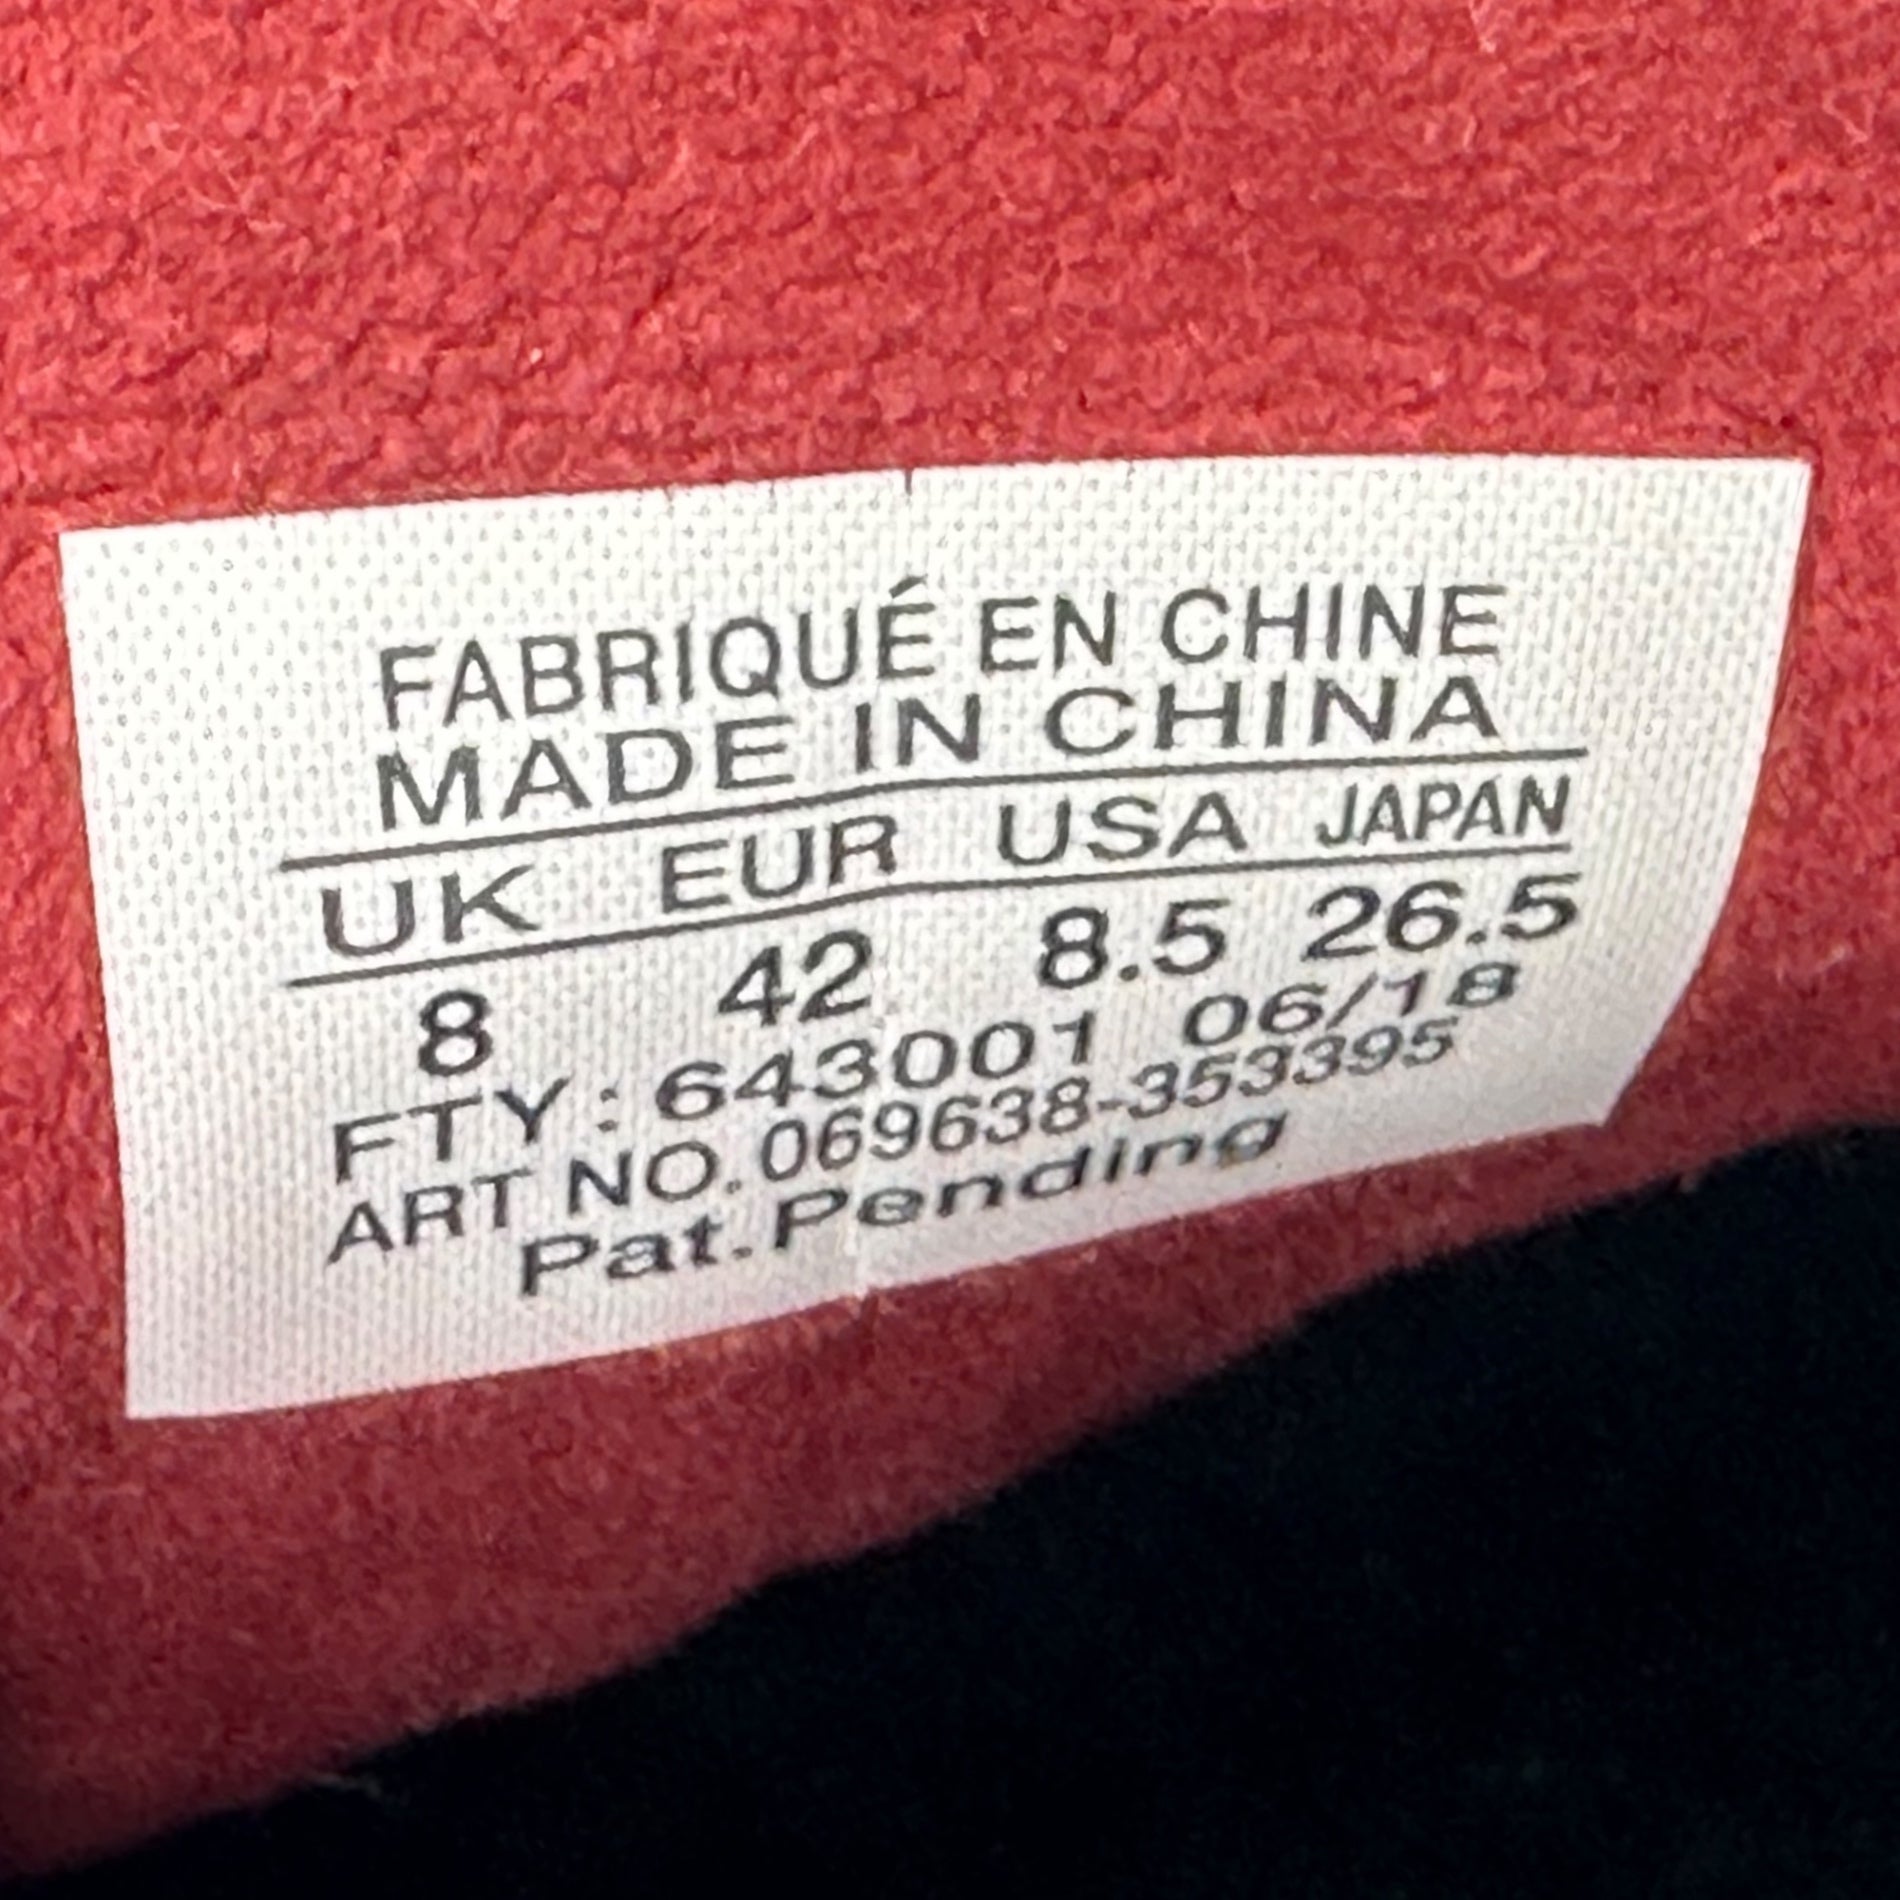 FABRIQUÉ EN CHINE
MADE IN CHINA
UK EUR USA JAPAN
8 42 8.5 26.5
FTY: 643001 06/18
ART NO.069638-353395
Pat.Pending